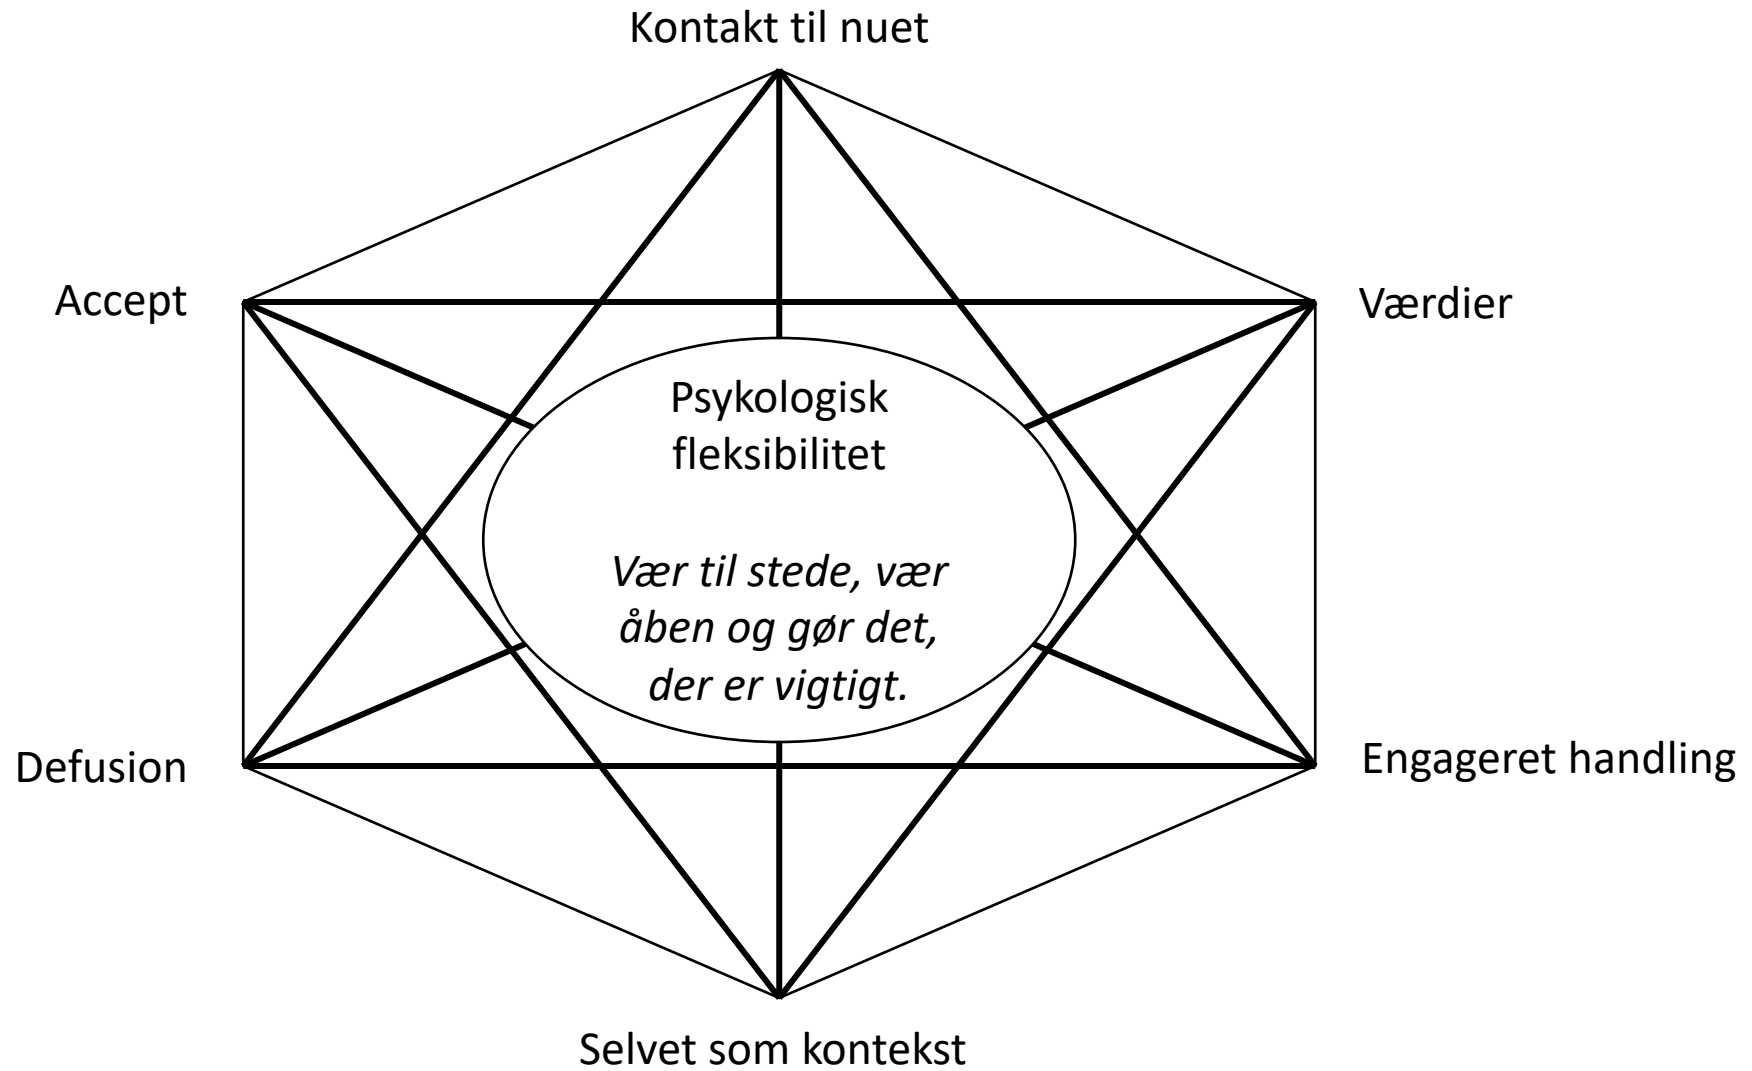 Kontakt til nuet
Accept
Værdier
Psykologisk
fleksibilitet
Vær til stede, vær
åben og gør det,
der er vigtigt.
Defusion
Engageret handling
Selvet som kontekst